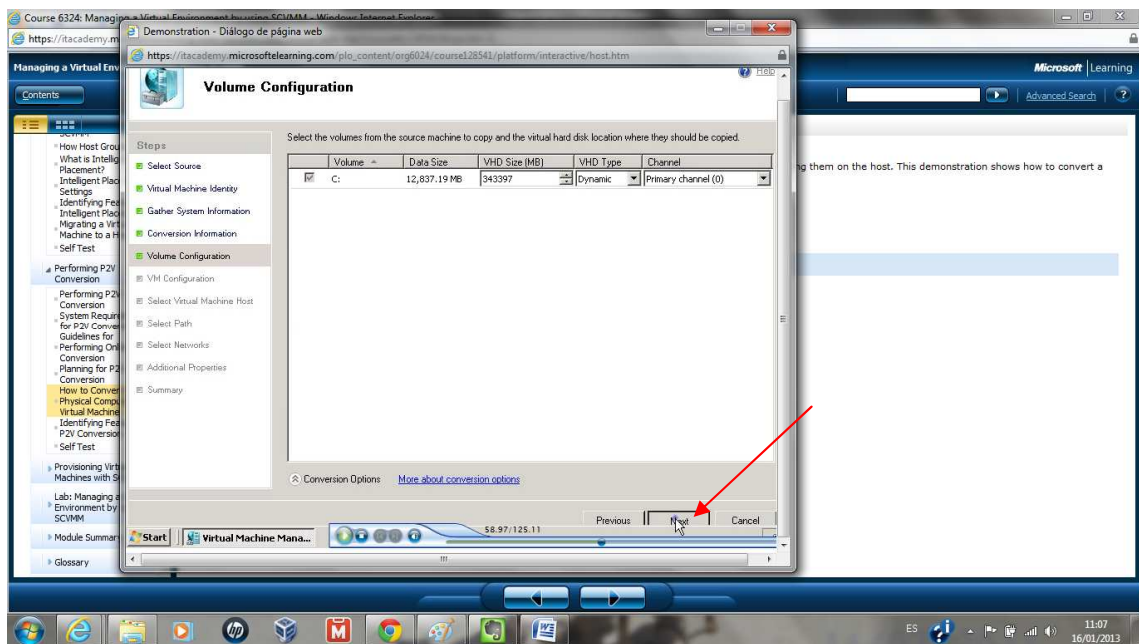 Course 6324: Managing a Virtual Environment by using SCVMM - Windows Internet Explorer
https://itacademy.m
Managing a Virtual Env
Microsoft | Learning
Contents
Advanced Search
?
Demonstration - Diálogo de página web
https://itacademy.microsoftelearning.com/plo_content/org6024/course128541/platform/interactive/host.htm
Help
Volume Configuration
SCVMM
How Host Grou
What is Intellig
Placement?
Intelligent Plac
Settings
Identifying Fea
Intelligent Plac
Migrating a Virt
Machine to a H
Self Test
Performing P2V
Conversion
Performing P2V
Conversion
System Require
for P2V Conver
Guidelines for
Performing Onl
Conversion
Planning for P2
Conversion
How to Conver
Physical Compu
Virtual Machine
Identifying Fea
P2V Conversion
Self Test
Provisioning Virt
Machines with S
Lab: Managing a
Environment by
SCVMM
Module Summar
Glossary
Steps
Select Source
Virtual Machine Identity
Gather System Information
Conversion Information
Volume Configuration
VM Configuration
Select Virtual Machine Host
Select Path
Select Networks
Additional Properties
Summary
Select the volumes from the source machine to copy and the virtual hard disk location where they should be copied.
Volume Data Size VHD Size (MB) VHD Type Channel
C: 12,837.19 MB 343397 Dynamic Primary channel (0)
Conversion Options More about conversion options
Previous Next Cancel
Start Virtual Machine Mana...
58.97/125.11
ng them on the host. This demonstration shows how to convert a
ES
11:07
16/01/2013